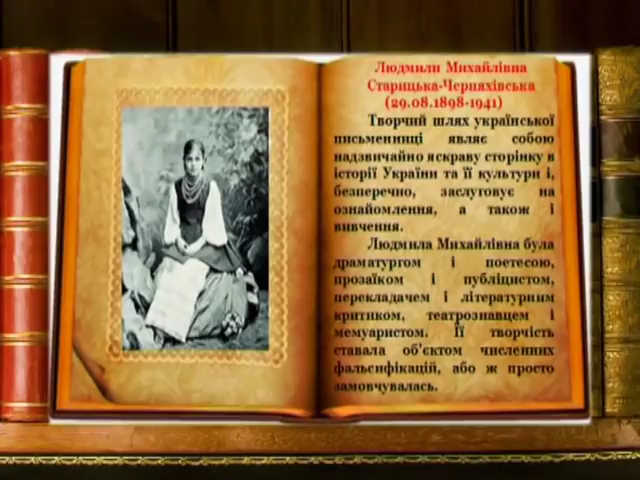 Людмили Михайлівна
Старицька-Черняхівська
(29.08.1898-1941)
Творчий шлях української
письменниці являє собою
надзвичайно яскраву сторінку в
історії України та її культури і,
безперечно, заслуговує на
ознайомлення, а також і
вивчення.
Людмила Михайлівна була
драматургом і поетесою,
прозаїком і публіцистом,
перекладачем і літературним
критиком, театрознавцем і
мемуаристом. Її творчість
ставала об'єктом численних
фальсифікацій, або ж просто
замовчувалась.